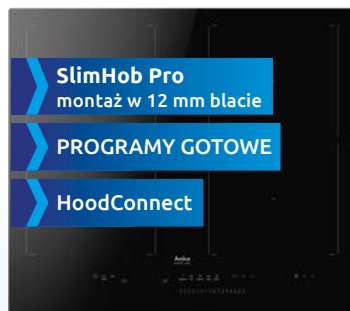 SlimHob Pro
montaż w 12 mm blacie
PROGRAMY GOTOWE
HoodConnect
Amica